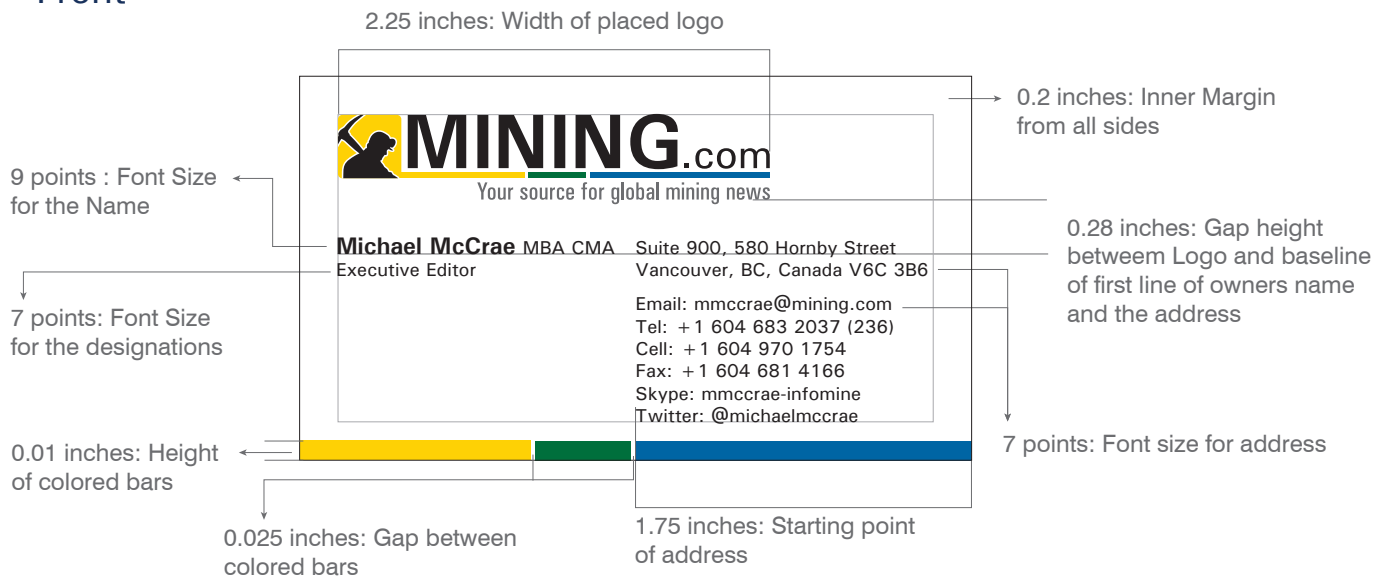 Front
2.25 inches: Width of placed logo
0.2 inches: Inner Margin
from all sides
MINING.com
Your source for global mining news
9 points : Font Size
for the Name
0.28 inches: Gap height
betweem Logo and baseline
of first line of owners name
and the address
Michael McCrae MBA CMA
Executive Editor
Suite 900, 580 Hornby Street
Vancouver, BC, Canada V6C 3B6
Email: mmccrae@mining.com
Tel: +1 604 683 2037 (236)
Cell: +1 604 970 1754
Fax: +1 604 681 4166
Skype: mmccrae-infomine
Twitter: @michaelmccrae
7 points: Font Size
for the designations
7 points: Font size for address
0.01 inches: Height
of colored bars
0.025 inches: Gap between
colored bars
1.75 inches: Starting point
of address